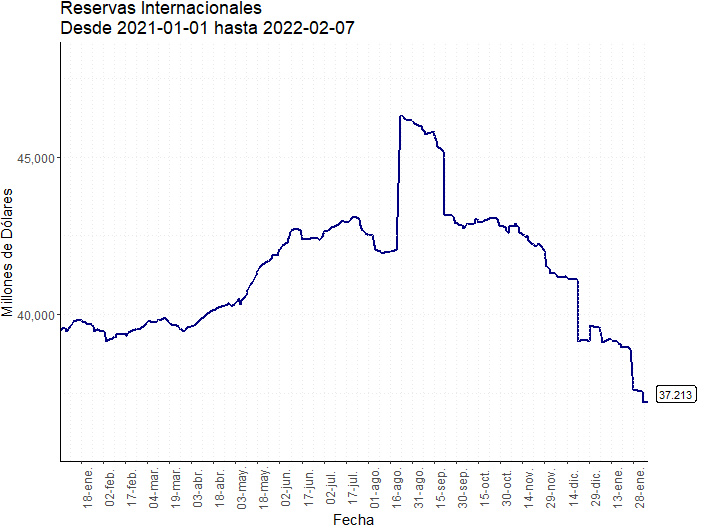 Reservas Internacionales
Desde 2021-01-01 hasta 2022-02-07
Millones de Dólares
45,000
40,000
37.213
18-ene.
02-feb.
17-feb.
04-mar.
19-mar.
03-abr.
18-abr.
03-may.
18-may.
02-jun.
17-jun.
02-jul.
17-jul.
01-ago.
16-ago.
31-ago.
15-sep.
30-sep.
15-oct.
30-oct.
14-nov.
29-nov.
14-dic.
29-dic.
13-ene.
28-ene.
Fecha